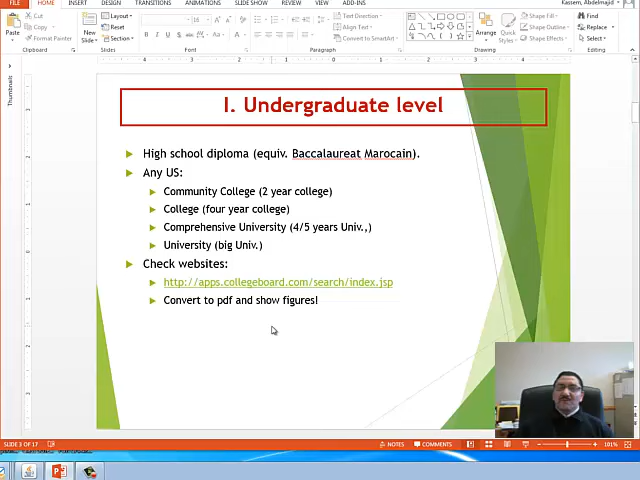 FILE HOME INSERT DESIGN TRANSITIONS ANIMATIONS SLIDE SHOW REVIEW VIEW ADD-INS
Kassem, Abdelmajid
Cut
Copy
Format Painter
Paste
Clipboard
New Slide
Layout
Reset
Section
Slides
Font
Text Direction
Align Text
Convert to SmartArt
Paragraph
Arrange
Quick Styles
Shape Fill
Shape Outline
Shape Effects
Drawing
Find
Replace
Select
Editing
Thumbnails
I. Undergraduate level
High school diploma (equiv. Baccalaureat Marocain).
Any US:
Community College (2 year college)
College (four year college)
Comprehensive University (4/5 years Univ.,)
University (big Univ.)
Check websites:
http://apps.collegeboard.com/search/index.jsp
Convert to pdf and show figures!
SLIDE 3 OF 17
NOTES
COMMENTS
101%